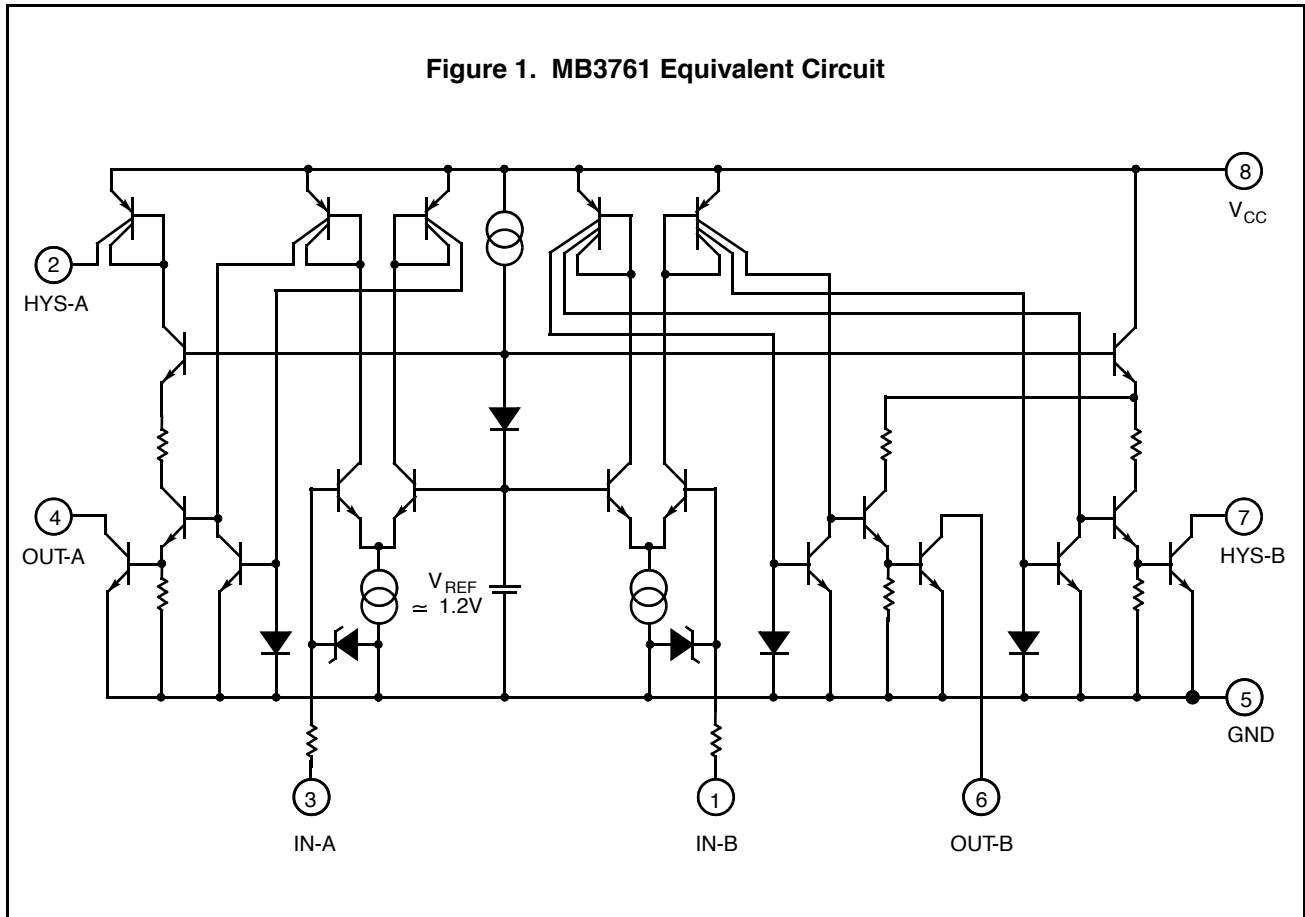 Figure 1. MB3761 Equivalent Circuit
8
VCC
2
HYS-A
4
OUT-A
7
HYS-B
VREF
≃ 1.2V
5
GND
3
IN-A
1
IN-B
6
OUT-B